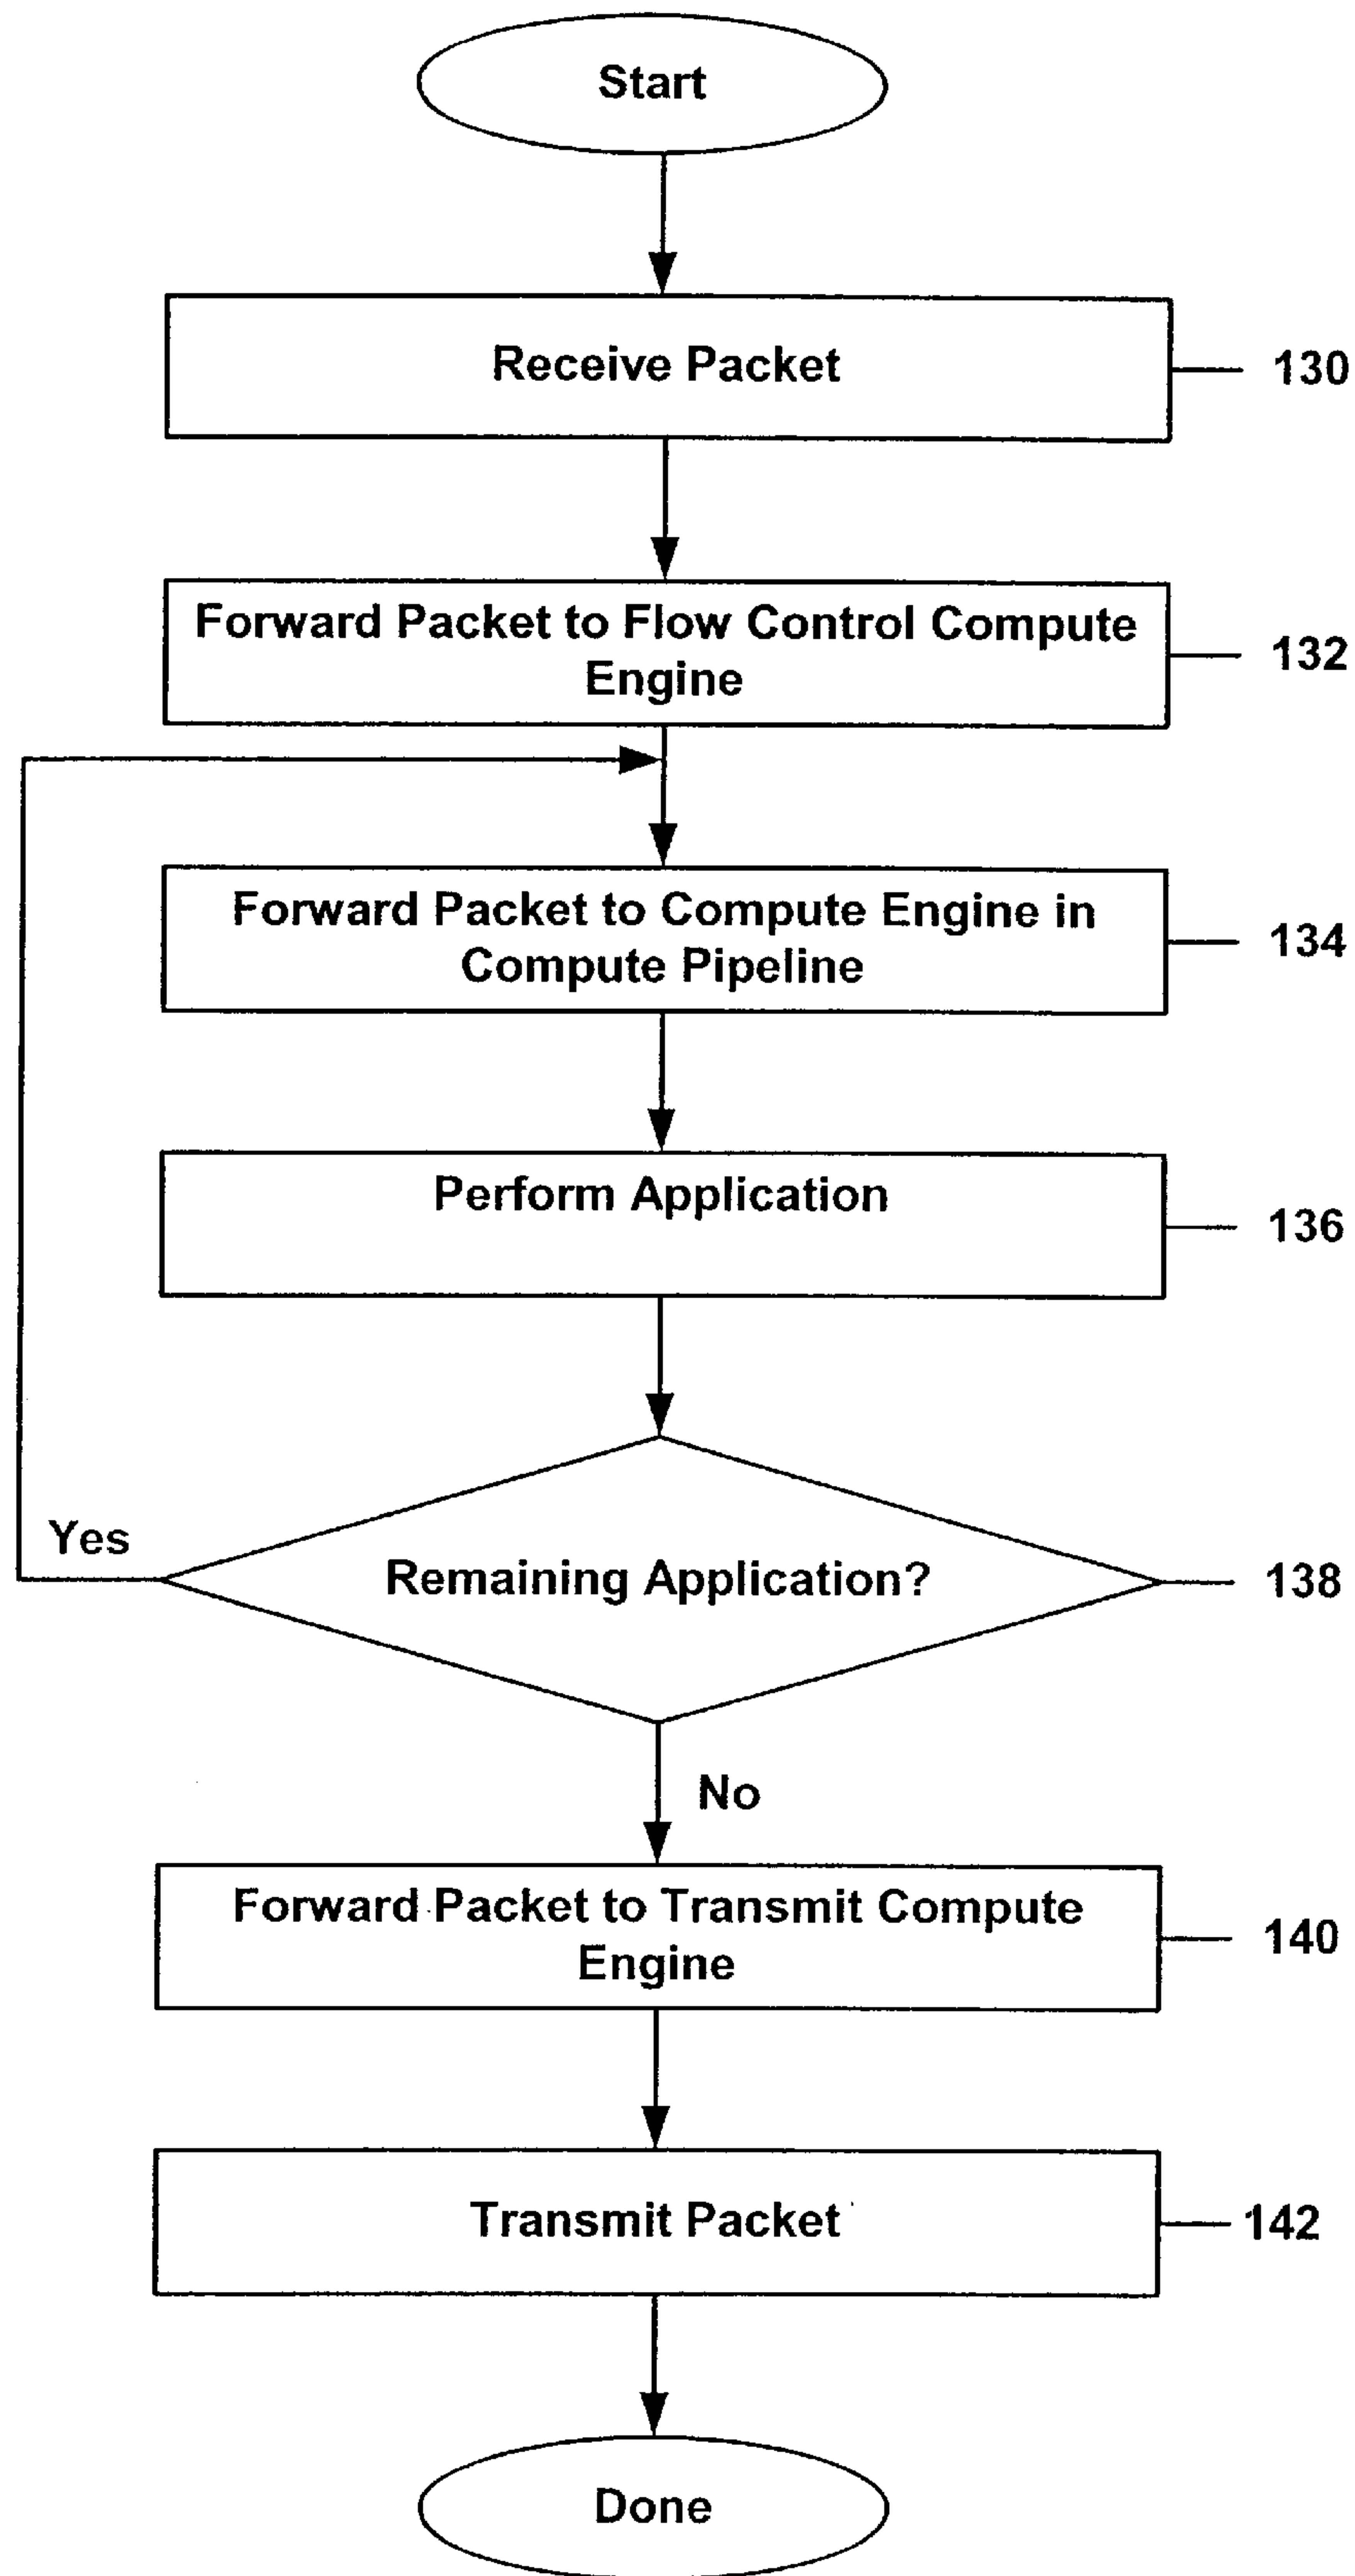 Start
Receive Packet
130
Forward Packet to Flow Control Compute
Engine
132
Forward Packet to Compute Engine in
Compute Pipeline
134
Perform Application
136
Yes
Remaining Application?
138
No
Forward Packet to Transmit Compute
Engine
140
Transmit Packet
142
Done